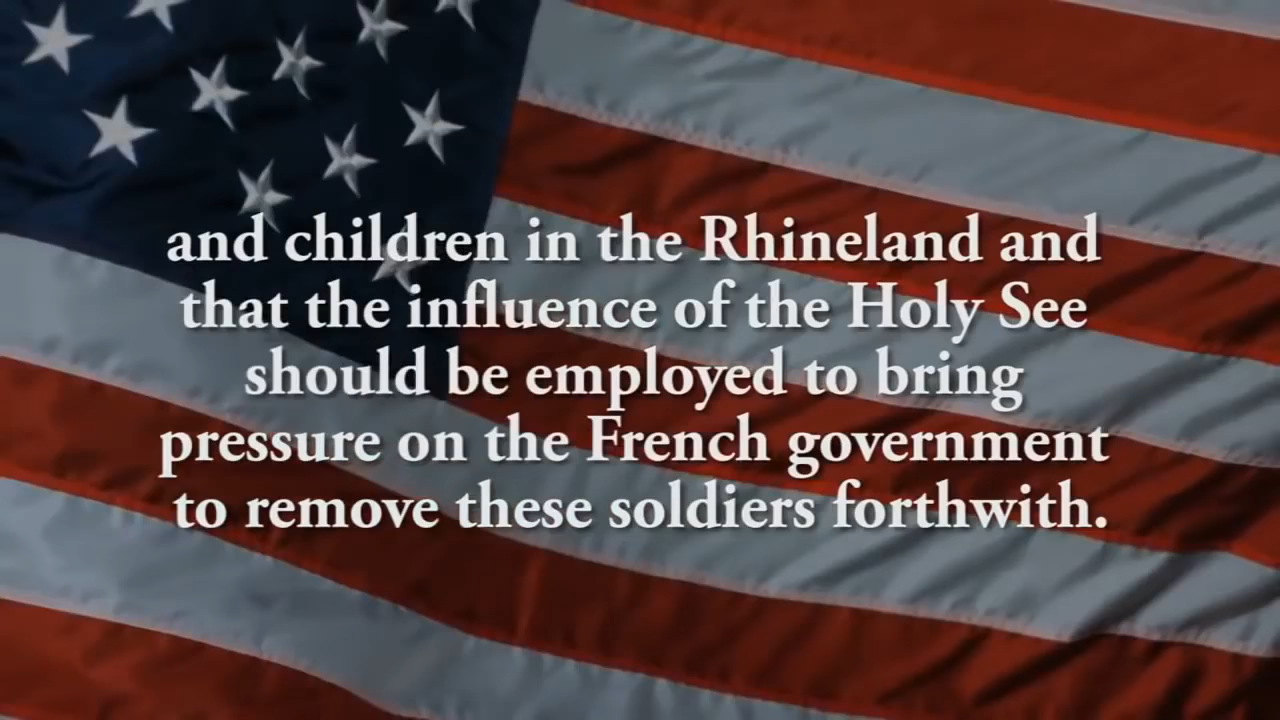 and children in the Rhineland and
that the influence of the Holy See
should be employed to bring
pressure on the French government
to remove these soldiers forthwith.